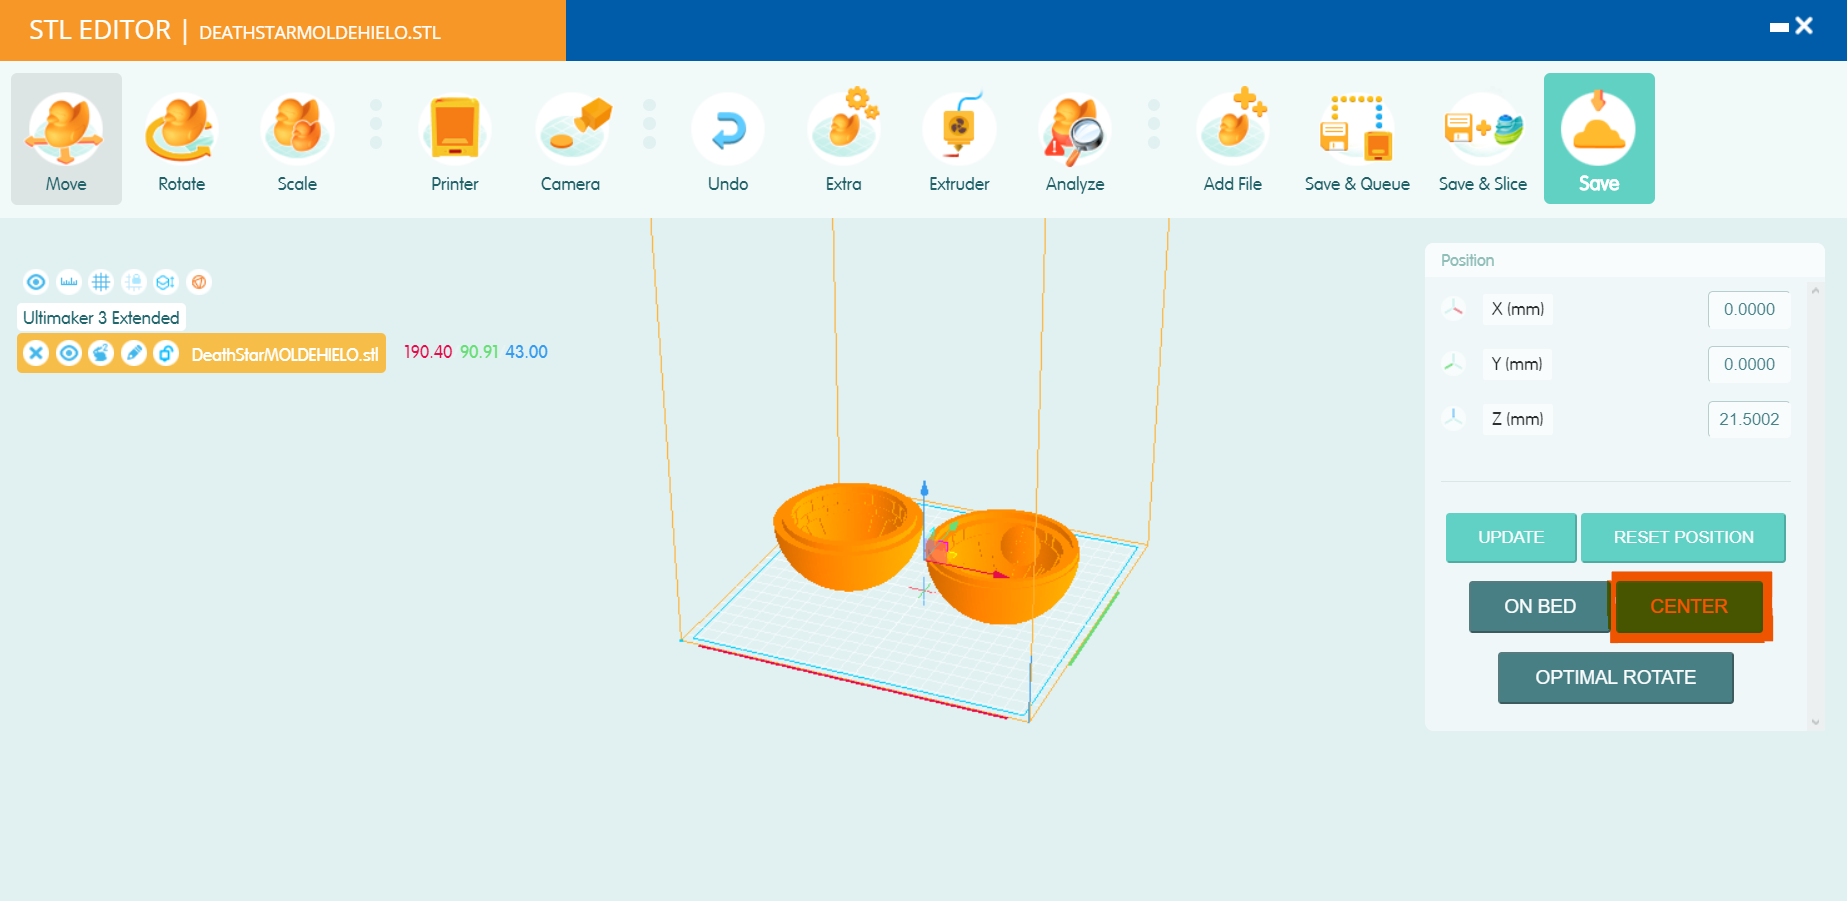 STL EDITOR | DEATHSTARMOLDEHIELO.STL
Move Rotate Scale Printer Camera Undo Extra Extruder Analyze Add File Save & Queue Save & Slice Save
Position
X (mm) 0.0000
Y (mm) 0.0000
Z (mm) 21.5002
UPDATE RESET POSITION
ON BED CENTER
OPTIMAL ROTATE
Ultimaker 3 Extended
DeathStarMOLDEHIELO.stl 190.40 90.91 43.00